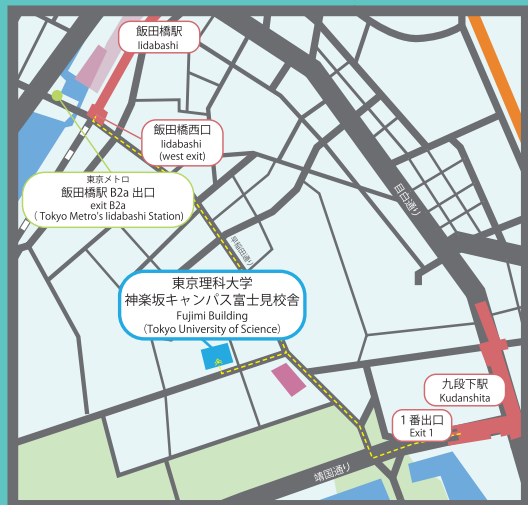 飯田橋駅
Iidabashi
飯田橋西口
Iidabashi
(west exit)
東京メトロ
飯田橋駅 B2a 出口
exit B2a
(Tokyo Metro's Iidabashi Station)
目白通り
早稲田通り
東京理科大学
神楽坂キャンパス富士見校舎
Fujimi Building
(Tokyo University of Science)
九段下駅
Kudanshita
1番出口
Exit 1
靖国通り